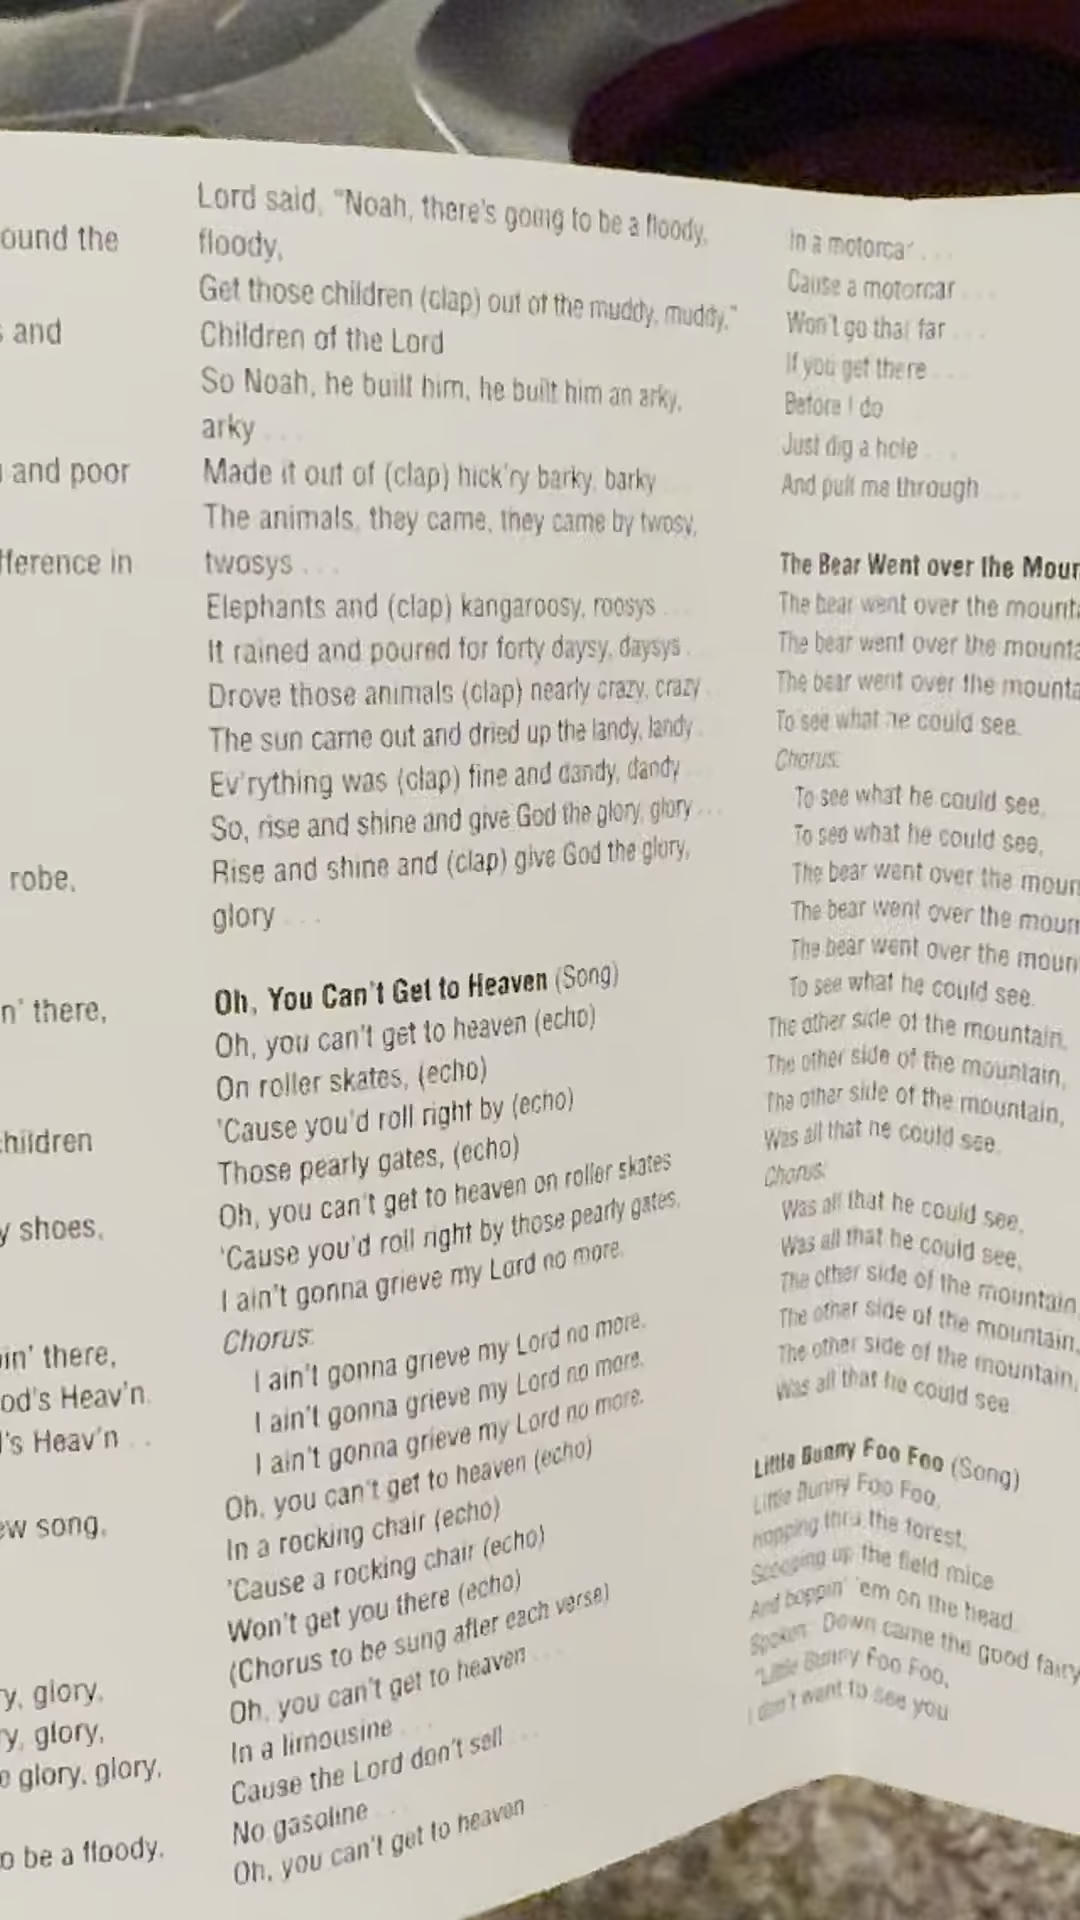 ound the
s and
and poor
fference in
robe,
n' there,
children
y shoes,
in' there,
od's Heav'n.
's Heav'n . .
ew song,
ry, glory,
y, glory,
e glory, glory,
o be a floody,
Lord said, "Noah, there's going to be a floody,
floody,
Get those children (clap) out of the muddy, muddy,"
Children of the Lord
So Noah, he built him, he built him an arky,
arky . . .
Made it out of (clap) hick'ry barky, barky . . .
The animals, they came, they came by twosy,
twosys . . .
Elephants and (clap) kangaroosy, roosys . . .
It rained and poured for forty daysy, daysys . . .
Drove those animals (clap) nearly crazy, crazy . . .
The sun came out and dried up the landy, landy . . .
Ev'rything was (clap) fine and dandy, dandy . . .
So, rise and shine and give God the glory, glory . . .
Rise and shine and (clap) give God the glory,
glory . . .
Oh, You Can't Get to Heaven (Song)
Oh, you can't get to heaven (echo)
On roller skates, (echo)
'Cause you'd roll right by (echo)
Those pearly gates, (echo)
Oh, you can't get to heaven on roller skates
'Cause you'd roll right by those pearly gates,
I ain't gonna grieve my Lord no more.
Chorus:
I ain't gonna grieve my Lord no more,
I ain't gonna grieve my Lord no more,
I ain't gonna grieve my Lord no more.
Oh, you can't get to heaven (echo)
In a rocking chair (echo)
'Cause a rocking chair (echo)
Won't get you there (echo)
(Chorus to be sung after each verse)
Oh, you can't get to heaven . . .
In a limousine . . .
Cause the Lord don't sell . . .
No gasoline . . .
Oh, you can't get to heaven . . .
In a motorcar . . .
Cause a motorcar . . .
Won't go that far . . .
If you get there . . .
Before I do
Just dig a hole . . .
And pull me through . . .
The Bear Went over the Moun
The bear went over the mounta
The bear went over the mounta
The bear went over the mounta
To see what he could see.
Chorus:
To see what he could see,
To see what he could see,
The bear went over the moun
The bear went over the moun
The bear went over the moun
To see what he could see.
The other side of the mountain,
The other side of the mountain,
The other side of the mountain,
Was all that he could see.
Chorus:
Was all that he could see,
Was all that he could see,
The other side of the mountain,
The other side of the mountain,
The other side of the mountain,
Was all that he could see.
Little Bunny Foo Foo (Song)
Little Bunny Foo Foo,
Hopping thru the forest,
Scooping up the field mice
And boppin' 'em on the head.
Spoken: Down came the good fairy
"Little Bunny Foo Foo,
I don't want to see you